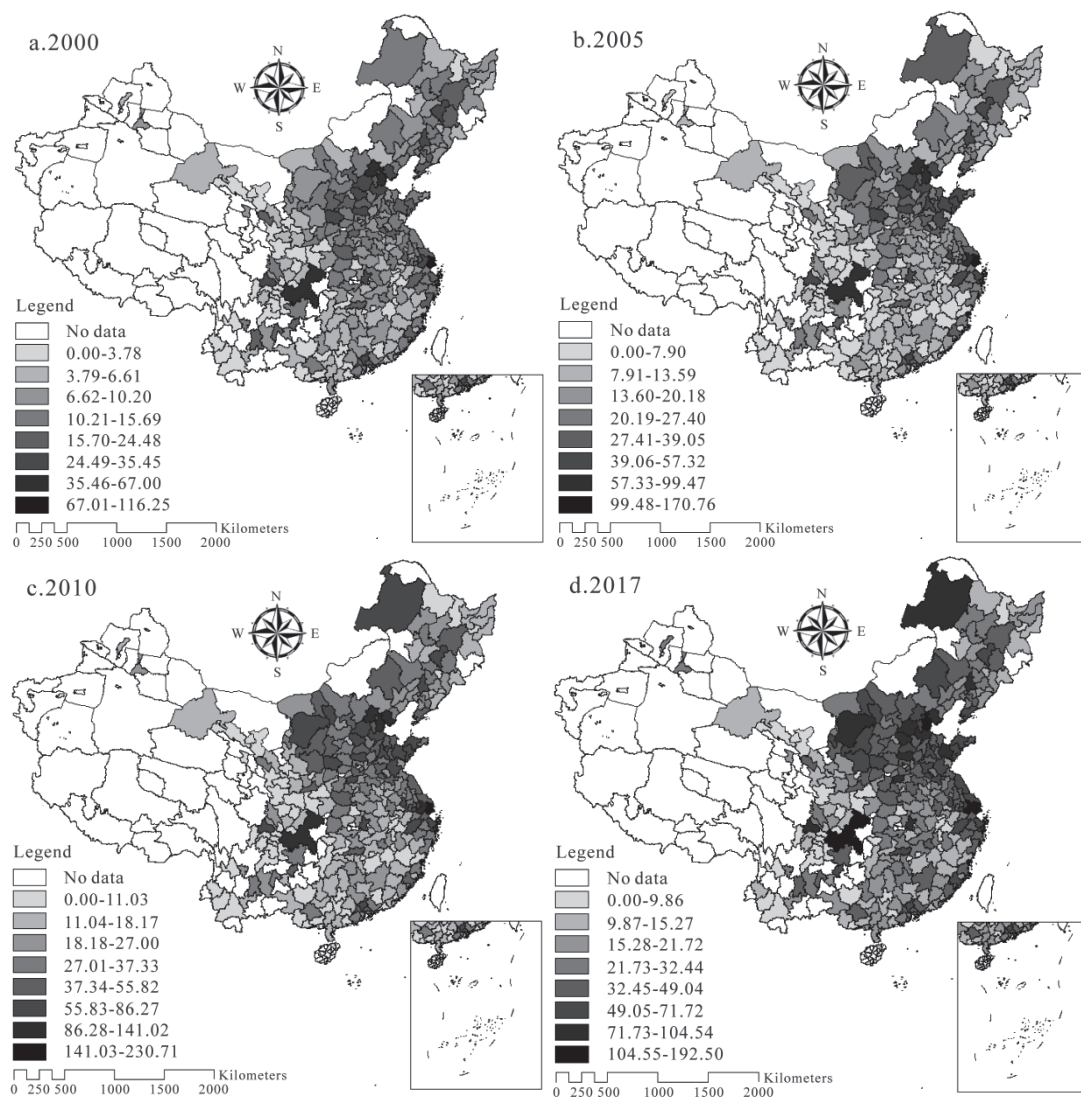 a.2000
N
W E
S
Legend
No data
0.00-3.78
3.79-6.61
6.62-10.20
10.21-15.69
15.70-24.48
24.49-35.45
35.46-67.00
67.01-116.25
Kilometers
0 250 500 1000 1500 2000
b.2005
N
W E
S
Legend
No data
0.00-7.90
7.91-13.59
13.60-20.18
20.19-27.40
27.41-39.05
39.06-57.32
57.33-99.47
99.48-170.76
Kilometers
0 250 500 1000 1500 2000
c.2010
N
W E
S
Legend
No data
0.00-11.03
11.04-18.17
18.18-27.00
27.01-37.33
37.34-55.82
55.83-86.27
86.28-141.02
141.03-230.71
Kilometers
0 250 500 1000 1500 2000
d.2017
N
W E
S
Legend
No data
0.00-9.86
9.87-15.27
15.28-21.72
21.73-32.44
32.45-49.04
49.05-71.72
71.73-104.54
104.55-192.50
Kilometers
0 250 500 1000 1500 2000